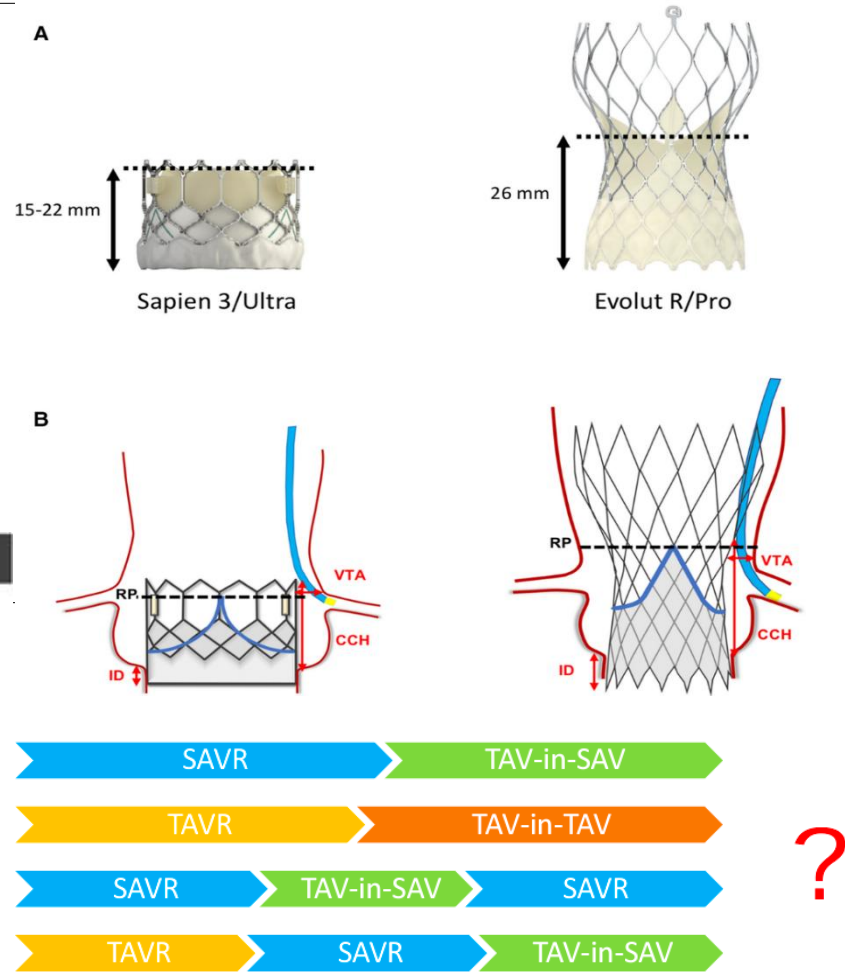 A
15-22 mm
26 mm
Sapien 3/Ultra
Evolut R/Pro
B
RP
VTA
CCH
ID
RP
VTA
CCH
ID
SAVR TAV-in-SAV
TAVR TAV-in-TAV
?
SAVR TAV-in-SAV SAVR
TAVR SAVR TAV-in-SAV